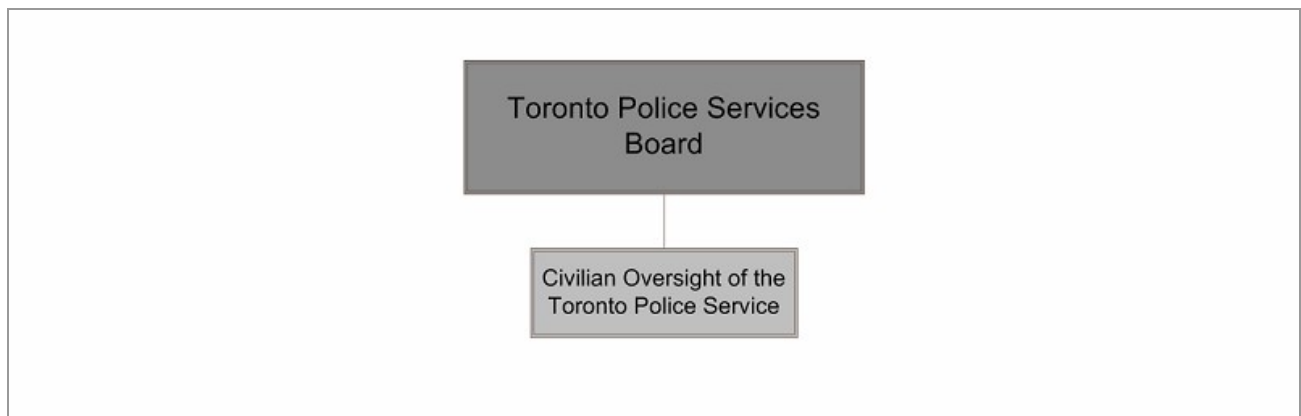 Toronto Police Services
Board
Civilian Oversight of the
Toronto Police Service